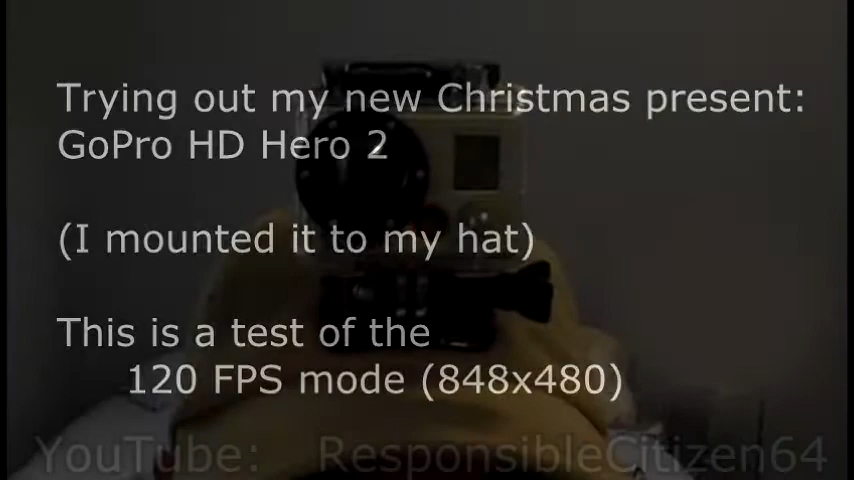 Trying out my new Christmas present:
GoPro HD Hero 2
(I mounted it to my hat)
This is a test of the
120 FPS mode (848x480)
YouTube: ResponsibleCitizen64